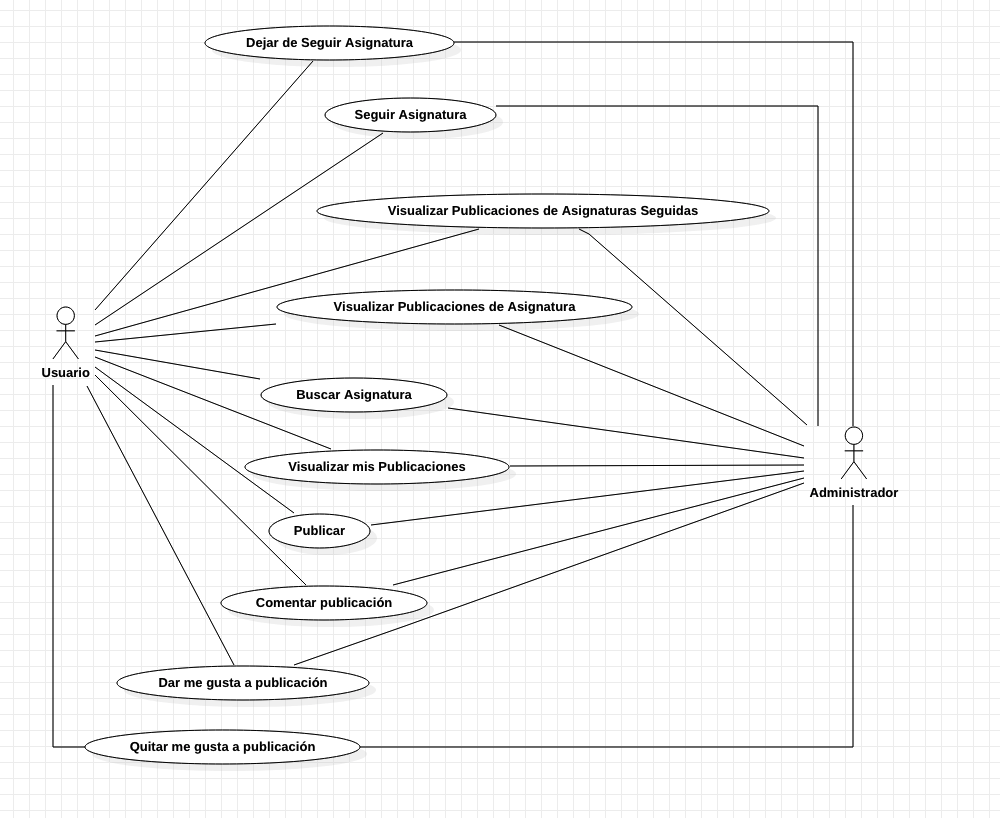 Dejar de Seguir Asignatura
Seguir Asignatura
Visualizar Publicaciones de Asignaturas Seguidas
Visualizar Publicaciones de Asignatura
Usuario
Buscar Asignatura
Visualizar mis Publicaciones
Administrador
Publicar
Comentar publicación
Dar me gusta a publicación
Quitar me gusta a publicación